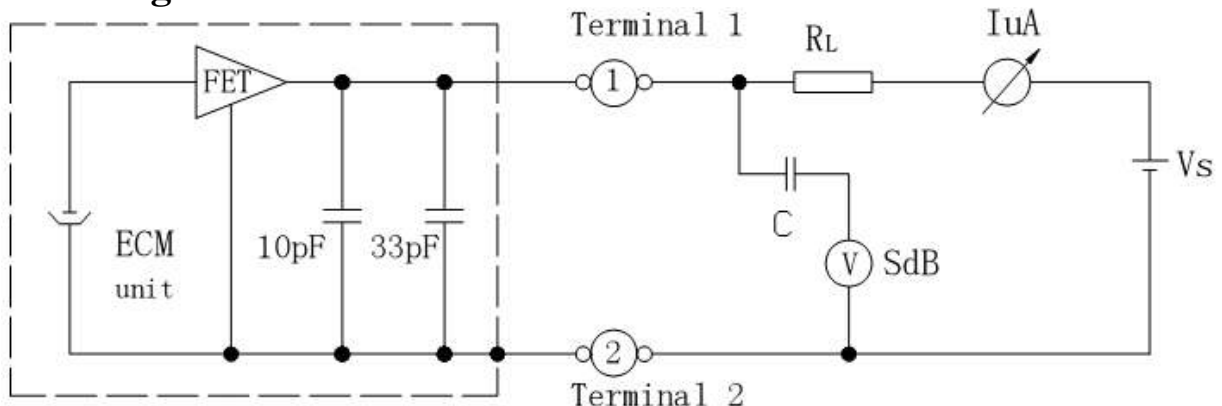 Terminal 1
RL
IuA
FET
1
Vs
ECM
unit
10pF
33pF
C
V
SdB
2
Terminal 2